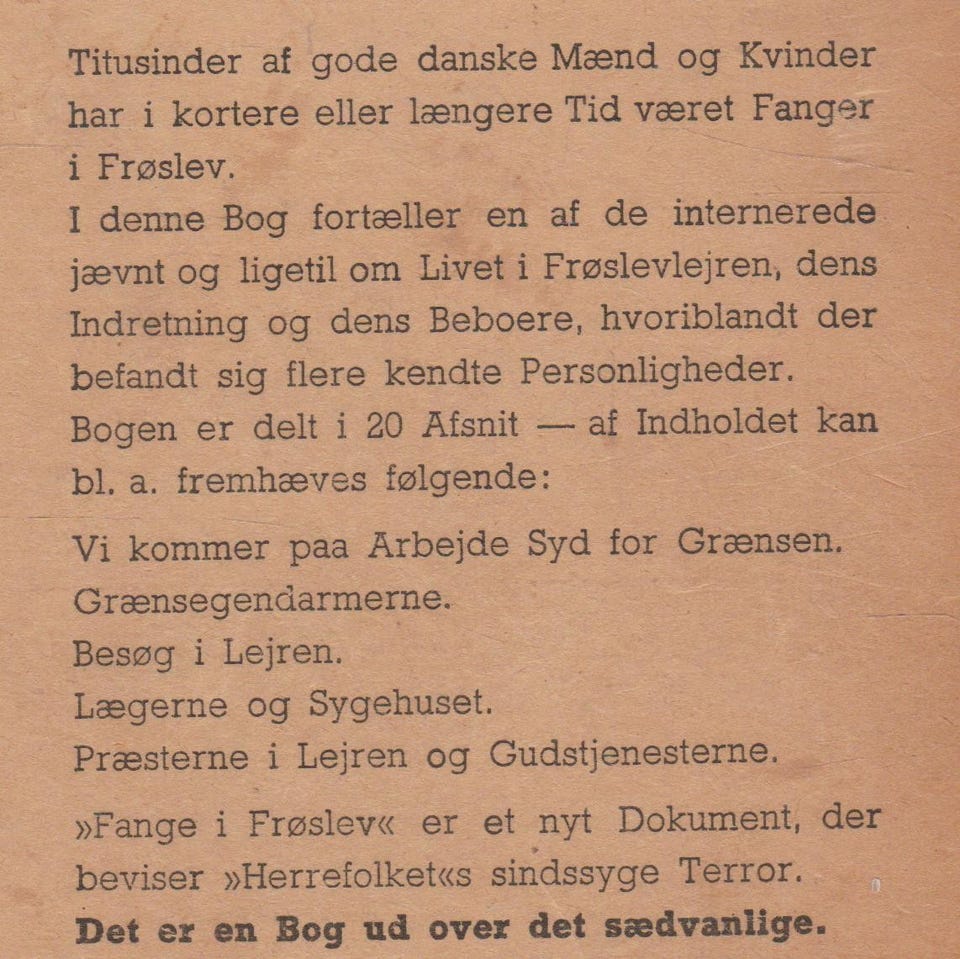 Titusinder af gode danske Mænd og Kvinder
har i kortere eller længere Tid været Fanger
i Frøslev.
I denne Bog fortæller en af de internerede
jævnt og ligetil om Livet i Frøslevlejren, dens
Indretning og dens Beboere, hvoriblandt der
befandt sig flere kendte Personligheder.
Bogen er delt i 20 Afsnit — af Indholdet kan
bl. a. fremhæves følgende:
Vi kommer paa Arbejde Syd for Grænsen.
Grænsegendarmerne.
Besøg i Lejren.
Lægerne og Sygehuset.
Præsterne i Lejren og Gudstjenesterne.
»Fange i Frøslev« er et nyt Dokument, der
beviser »Herrefolket«s sindssyge Terror.
Det er en Bog ud over det sædvanlige.